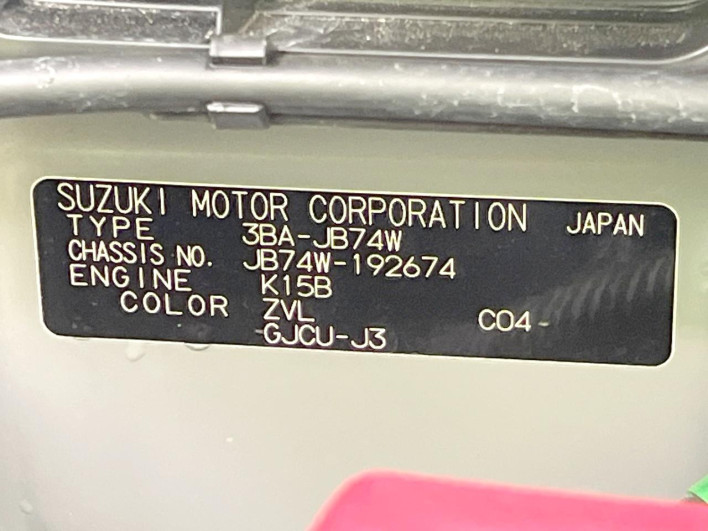 SUZUKI MOTOR CORPORATION JAPAN
TYPE 3BA-JB74W
CHASSIS NO. JB74W-192674
ENGINE K15B
COLOR ZVL C04-
-GJCU-J3